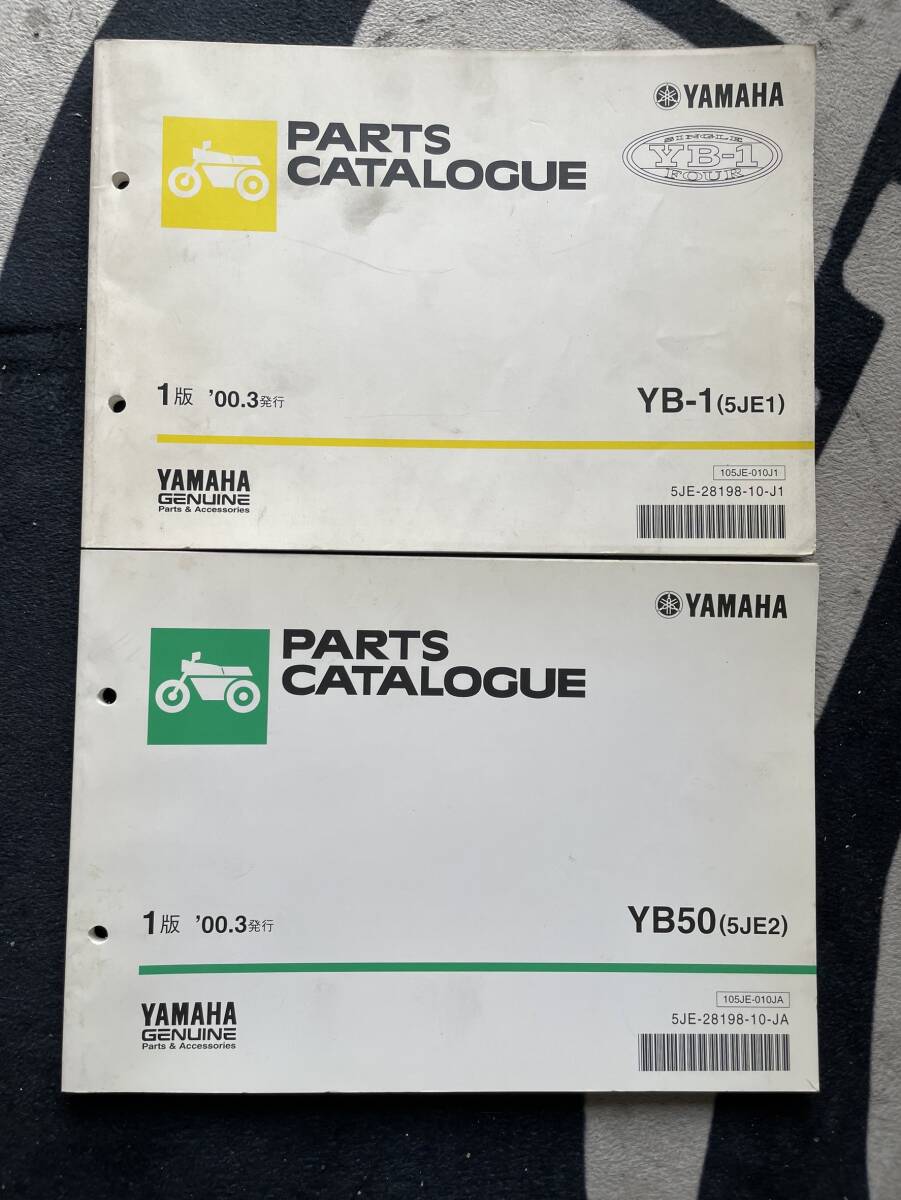 YAMAHA
PARTS
CATALOGUE
SINGLE
YB-1
FOUR
1版 '00.3発行
YB-1(5JE1)
YAMAHA
GENUINE
Parts & Accessories
105JE-010J1
5JE-28198-10-J1
YAMAHA
PARTS
CATALOGUE
1版 '00.3発行
YB50(5JE2)
YAMAHA
GENUINE
Parts & Accessories
105JE-010JA
5JE-28198-10-JA